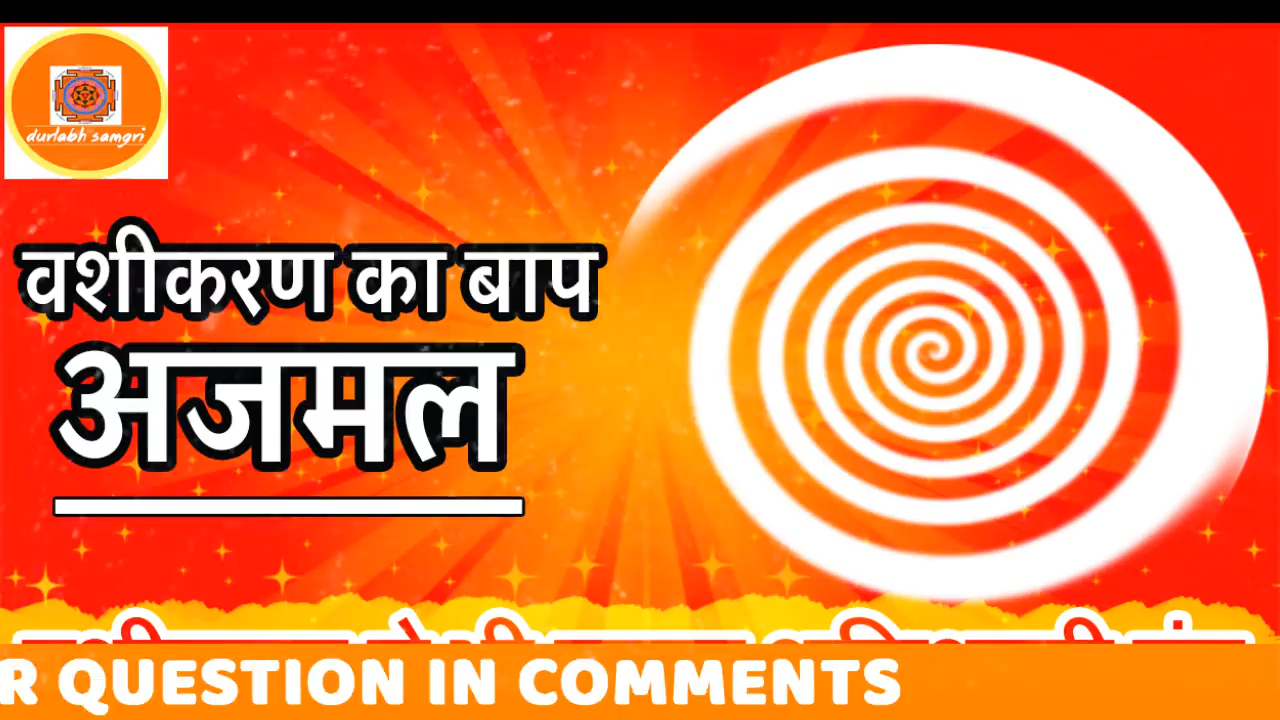 durlabh samgri
वशीकरण का बाप
अजमल
R QUESTION IN COMMENTS